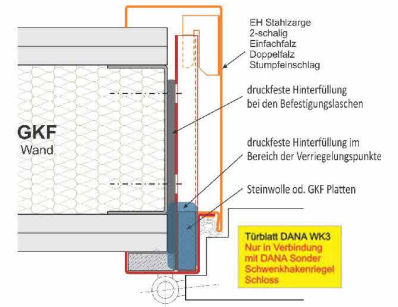 EH Stahlzarge
2-schalig
Einfachfalz
Doppelfalz
Stumpfeinschlag
druckfeste Hinterfüllung
bei den Befestigungslaschen
GKF
Wand
druckfeste Hinterfüllung im
Bereich der Verriegelungspunkte
Steinwolle od. GKF Platten
Türblatt DANA WK3
Nur in Verbindung
mit DANA Sonder
Schwenkhakenriegel
Schloss